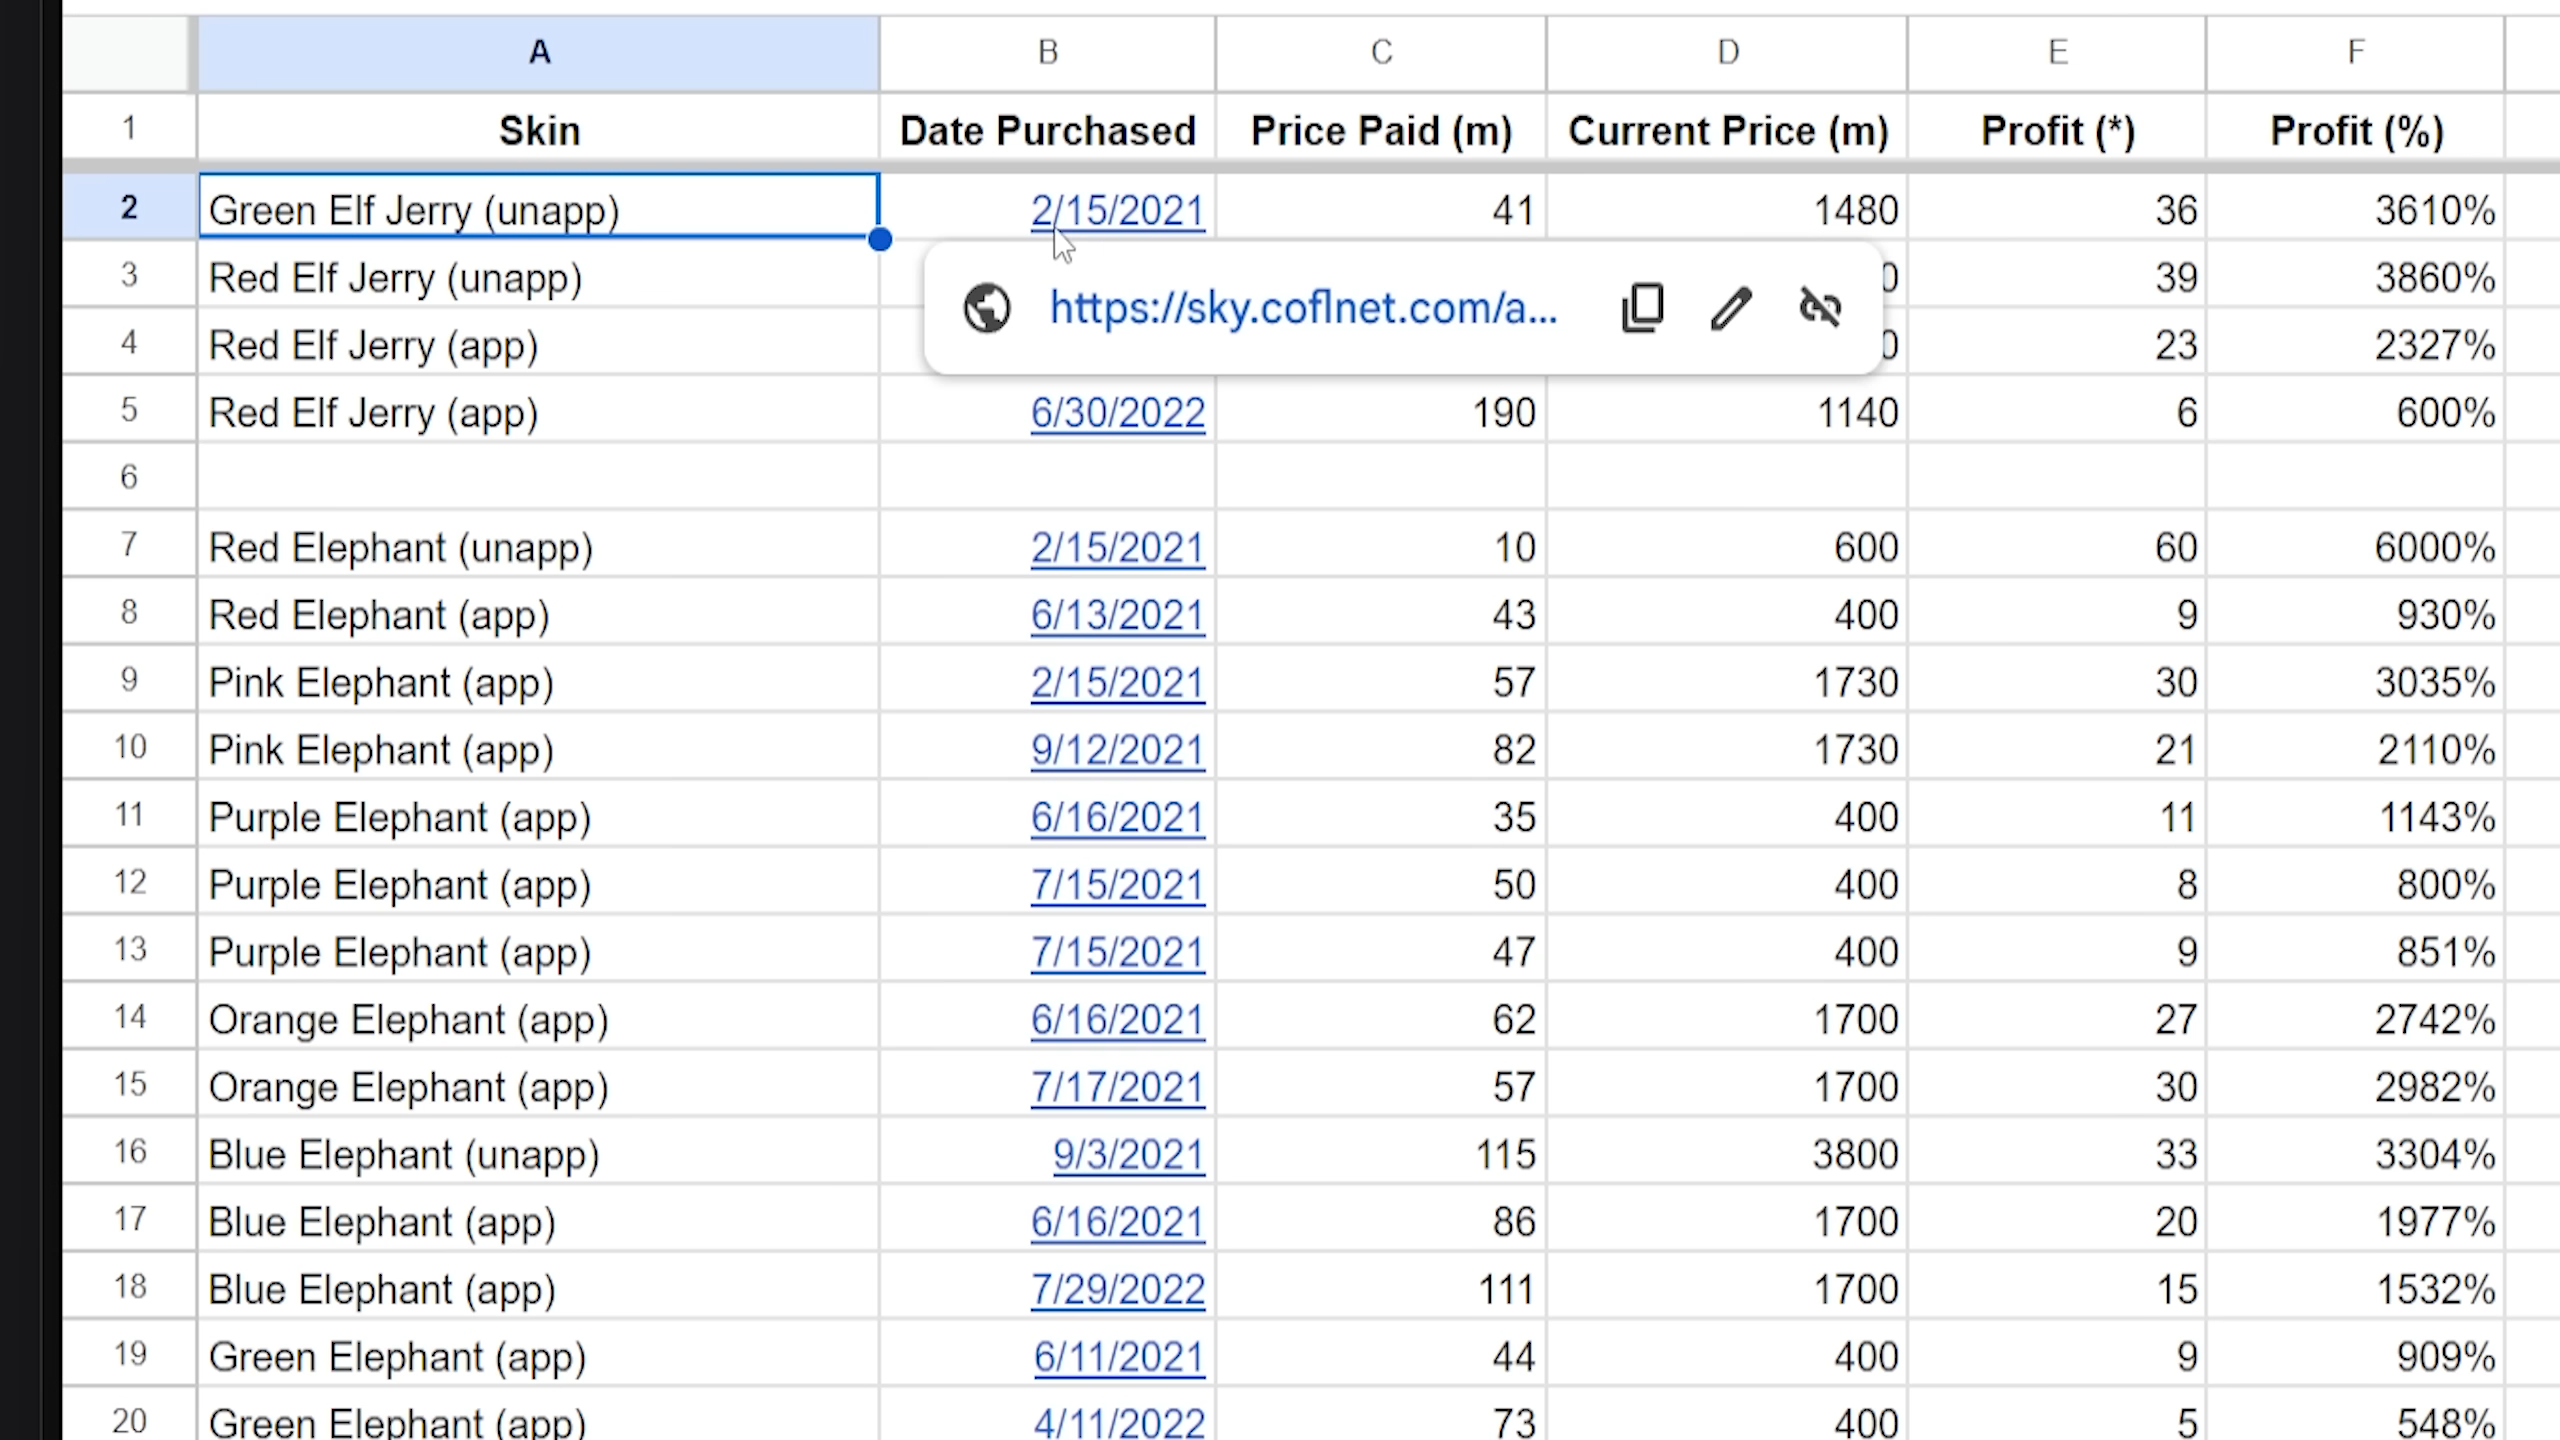 A B C D E F
1 Skin Date Purchased Price Paid (m) Current Price (m) Profit (*) Profit (%)
2 Green Elf Jerry (unapp) 2/15/2021 41 1480 36 3610%
3 Red Elf Jerry (unapp) 0 39 3860%
https://sky.coflnet.com/a...
4 Red Elf Jerry (app) 0 23 2327%
5 Red Elf Jerry (app) 6/30/2022 190 1140 6 600%
6
7 Red Elephant (unapp) 2/15/2021 10 600 60 6000%
8 Red Elephant (app) 6/13/2021 43 400 9 930%
9 Pink Elephant (app) 2/15/2021 57 1730 30 3035%
10 Pink Elephant (app) 9/12/2021 82 1730 21 2110%
11 Purple Elephant (app) 6/16/2021 35 400 11 1143%
12 Purple Elephant (app) 7/15/2021 50 400 8 800%
13 Purple Elephant (app) 7/15/2021 47 400 9 851%
14 Orange Elephant (app) 6/16/2021 62 1700 27 2742%
15 Orange Elephant (app) 7/17/2021 57 1700 30 2982%
16 Blue Elephant (unapp) 9/3/2021 115 3800 33 3304%
17 Blue Elephant (app) 6/16/2021 86 1700 20 1977%
18 Blue Elephant (app) 7/29/2022 111 1700 15 1532%
19 Green Elephant (app) 6/11/2021 44 400 9 909%
20 Green Elephant (app) 4/11/2022 73 400 5 548%